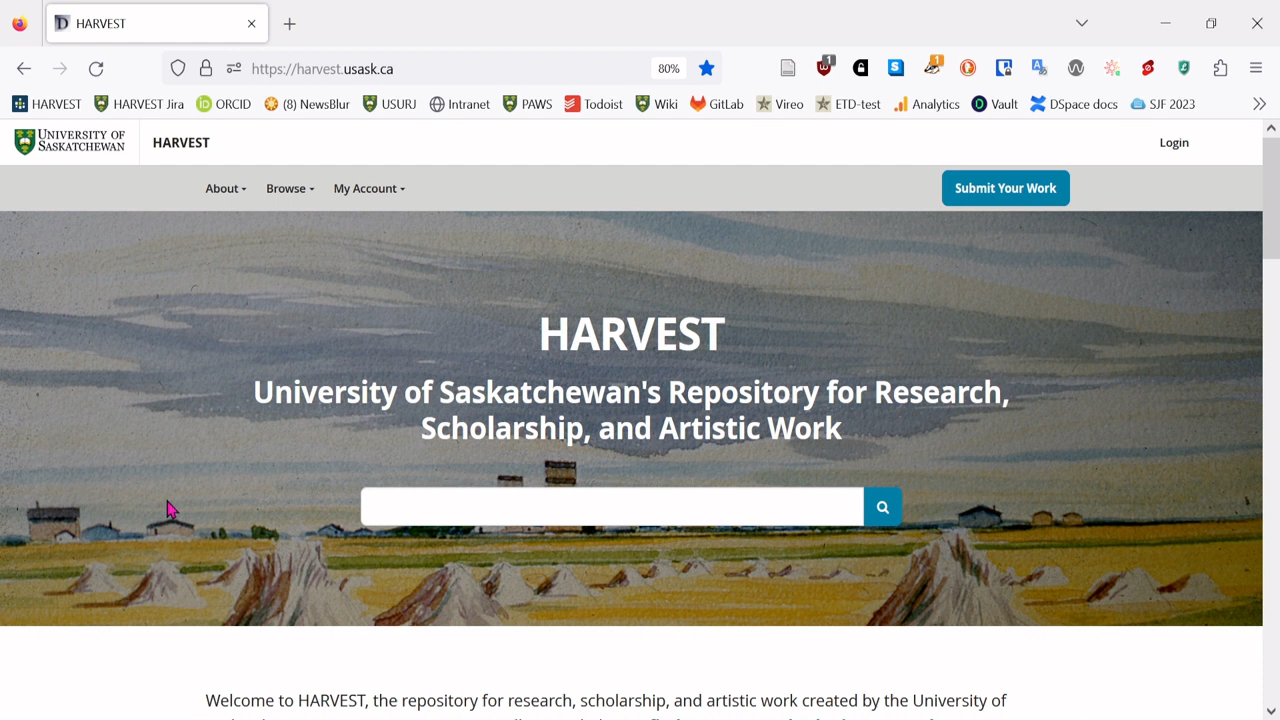 HARVEST
https://harvest.usask.ca
80%
1
1
HARVEST
HARVEST Jira
ORCID
(8) NewsBlur
USURJ
Intranet
PAWS
Todoist
Wiki
GitLab
Vireo
ETD-test
Analytics
Vault
DSpace docs
SJF 2023
UNIVERSITY OF
SASKATCHEWAN
HARVEST
Login
About
Browse
My Account
Submit Your Work
HARVEST
University of Saskatchewan's Repository for Research,
Scholarship, and Artistic Work
Welcome to HARVEST, the repository for research, scholarship, and artistic work created by the University of